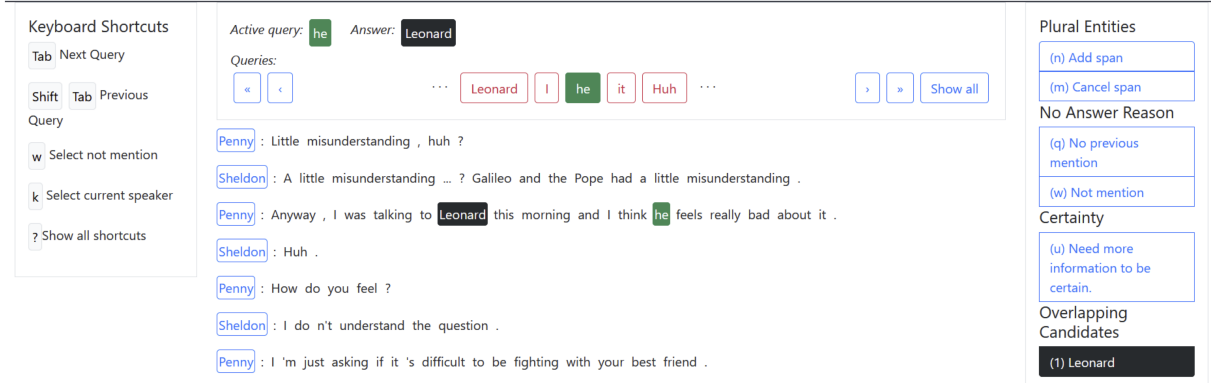 Keyboard Shortcuts
Tab Next Query
Shift Tab Previous
Query
w Select not mention
k Select current speaker
? Show all shortcuts
Active query: he Answer: Leonard
Queries:
« ‹ ... Leonard I he it Huh ... › » Show all
Penny : Little misunderstanding , huh ?
Sheldon : A little misunderstanding ... ? Galileo and the Pope had a little misunderstanding .
Penny : Anyway , I was talking to Leonard this morning and I think he feels really bad about it .
Sheldon : Huh .
Penny : How do you feel ?
Sheldon : I do n't understand the question .
Penny : I 'm just asking if it 's difficult to be fighting with your best friend .
Plural Entities
(n) Add span
(m) Cancel span
No Answer Reason
(q) No previous
mention
(w) Not mention
Certainty
(u) Need more
information to be
certain.
Overlapping
Candidates
(1) Leonard